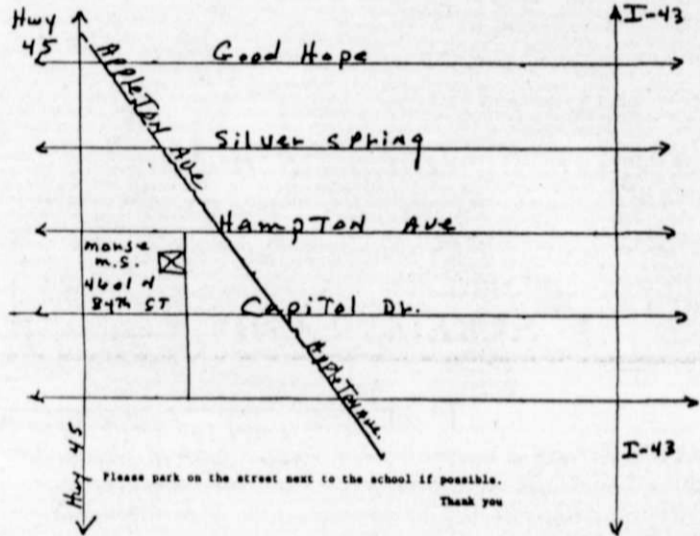 Hwy
45
I-43
Good Hope
APPLETON Ave
Silver spring
HAMPTON Ave
m.s.
4601 N
84th ST
Capitol Dr.
Appleton Ave.
Hwy 45
I-43
Please park on the street next to the school if possible.
Thank you